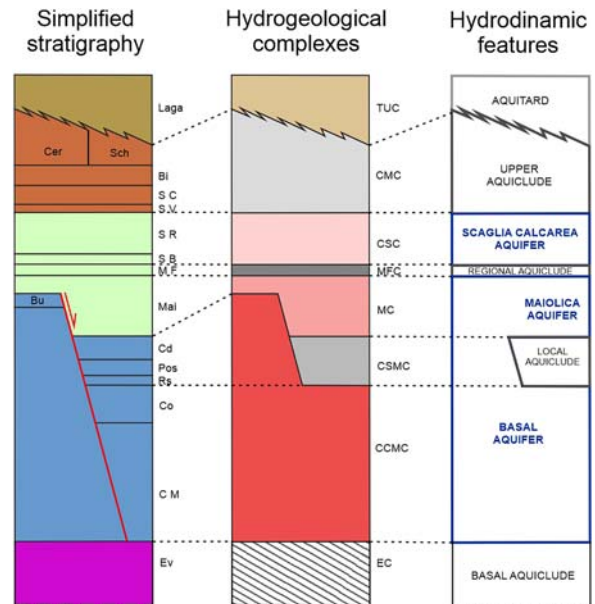 Simplified
stratigraphy
Laga
Cer
Sch
Bi
S C
S V
S R
S B
M F
Bu
Mai
Cd
Pos
Rs
Co
C M
Ev
Hydrogeological
complexes
TUC
CMC
CSC
MFC
MC
CSMC
CCMC
EC
Hydrodinamic
features
AQUITARD
UPPER
AQUICLUDE
SCAGLIA CALCAREA
AQUIFER
REGIONAL AQUICLUDE
MAIOLICA
AQUIFER
LOCAL
AQUICLUDE
BASAL
AQUIFER
BASAL AQUICLUDE